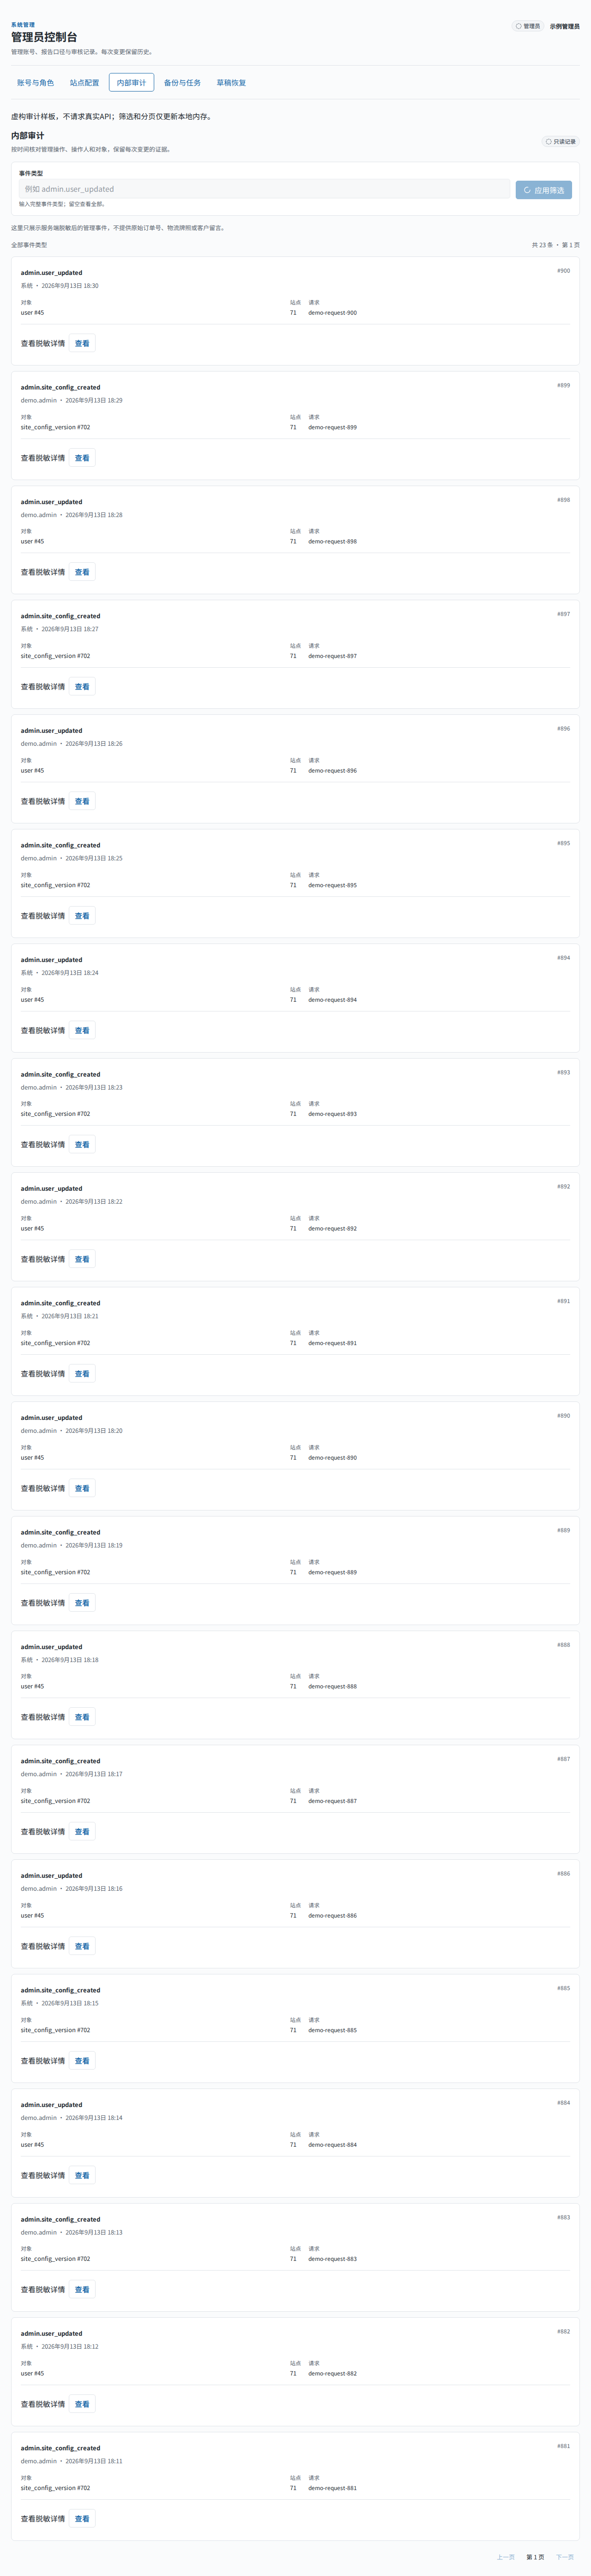 系统管理
管理员控制台
管理账号、报告口径与审核记录。每次变更保留历史。
管理员
示例管理员
账号与角色
站点配置
内部审计
备份与任务
草稿恢复
虚构审计样板，不请求真实API；筛选和分页仅更新本地内存。
内部审计
按时间核对管理操作、操作人和对象，保留每次变更的证据。
只读记录
事件类型
例如 admin.user_updated
应用筛选
输入完整事件类型；留空查看全部。
这里只展示服务端脱敏后的管理事件，不提供原始订单号、物流牌照或客户留言。
全部事件类型
共 23 条 · 第 1 页
admin.user_updated
#900
系统 · 2026年9月13日 18:30
对象 站点 请求
user #45 71 demo-request-900
查看脱敏详情 查看
admin.site_config_created
#899
demo.admin · 2026年9月13日 18:29
对象 站点 请求
site_config_version #702 71 demo-request-899
查看脱敏详情 查看
admin.user_updated
#898
demo.admin · 2026年9月13日 18:28
对象 站点 请求
user #45 71 demo-request-898
查看脱敏详情 查看
admin.site_config_created
#897
系统 · 2026年9月13日 18:27
对象 站点 请求
site_config_version #702 71 demo-request-897
查看脱敏详情 查看
admin.user_updated
#896
demo.admin · 2026年9月13日 18:26
对象 站点 请求
user #45 71 demo-request-896
查看脱敏详情 查看
admin.site_config_created
#895
demo.admin · 2026年9月13日 18:25
对象 站点 请求
site_config_version #702 71 demo-request-895
查看脱敏详情 查看
admin.user_updated
#894
系统 · 2026年9月13日 18:24
对象 站点 请求
user #45 71 demo-request-894
查看脱敏详情 查看
admin.site_config_created
#893
demo.admin · 2026年9月13日 18:23
对象 站点 请求
site_config_version #702 71 demo-request-893
查看脱敏详情 查看
admin.user_updated
#892
demo.admin · 2026年9月13日 18:22
对象 站点 请求
user #45 71 demo-request-892
查看脱敏详情 查看
admin.site_config_created
#891
系统 · 2026年9月13日 18:21
对象 站点 请求
site_config_version #702 71 demo-request-891
查看脱敏详情 查看
admin.user_updated
#890
demo.admin · 2026年9月13日 18:20
对象 站点 请求
user #45 71 demo-request-890
查看脱敏详情 查看
admin.site_config_created
#889
demo.admin · 2026年9月13日 18:19
对象 站点 请求
site_config_version #702 71 demo-request-889
查看脱敏详情 查看
admin.user_updated
#888
系统 · 2026年9月13日 18:18
对象 站点 请求
user #45 71 demo-request-888
查看脱敏详情 查看
admin.site_config_created
#887
demo.admin · 2026年9月13日 18:17
对象 站点 请求
site_config_version #702 71 demo-request-887
查看脱敏详情 查看
admin.user_updated
#886
demo.admin · 2026年9月13日 18:16
对象 站点 请求
user #45 71 demo-request-886
查看脱敏详情 查看
admin.site_config_created
#885
系统 · 2026年9月13日 18:15
对象 站点 请求
site_config_version #702 71 demo-request-885
查看脱敏详情 查看
admin.user_updated
#884
demo.admin · 2026年9月13日 18:14
对象 站点 请求
user #45 71 demo-request-884
查看脱敏详情 查看
admin.site_config_created
#883
demo.admin · 2026年9月13日 18:13
对象 站点 请求
site_config_version #702 71 demo-request-883
查看脱敏详情 查看
admin.user_updated
#882
系统 · 2026年9月13日 18:12
对象 站点 请求
user #45 71 demo-request-882
查看脱敏详情 查看
admin.site_config_created
#881
demo.admin · 2026年9月13日 18:11
对象 站点 请求
site_config_version #702 71 demo-request-881
查看脱敏详情 查看
上一页 第 1 页 下一页